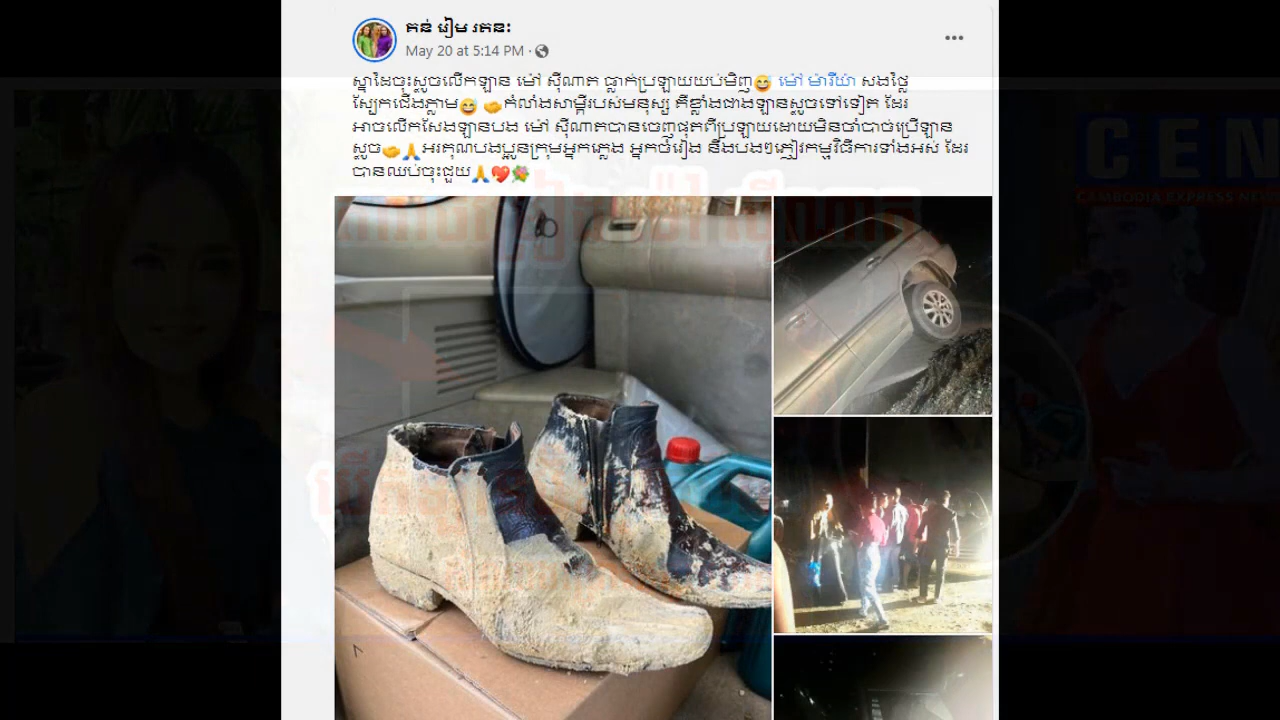 គន់ រៀម រតនៈ
May 20 at 5:14 PM ·
ស្នាដៃចុះស្ទូចលើកឡាន ម៉ៅ ស៊ីណាត ធ្លាក់ប្រឡាយយប់មិញ😅 ម៉ៅ ម៉ារីយ៉ា សងថ្លៃ
ស្បែកជើងភ្លាម😅 🤝កំលាំងសាម្គីរបស់មនុស្ស គឺខ្លាំងជាងឡានស្ទូចទៅទៀត ដែរ
អាចលើកសែងឡានបង ម៉ៅ ស៊ីណាតបានចេញផុតពីប្រឡាយដោយមិនចាំបាច់ប្រើឡាន
ស្ទូច🤝🙏អរគុណបងប្អូនក្រុមអ្នកភ្លេង អ្នកចំរៀង នឹងបងៗភ្ញៀវកម្មវីធីការទាំងអស់ ដែរ
បានឈប់ចុះជួយ🙏💖💐
CEN
CAMBODIA EXPRESS NEWS